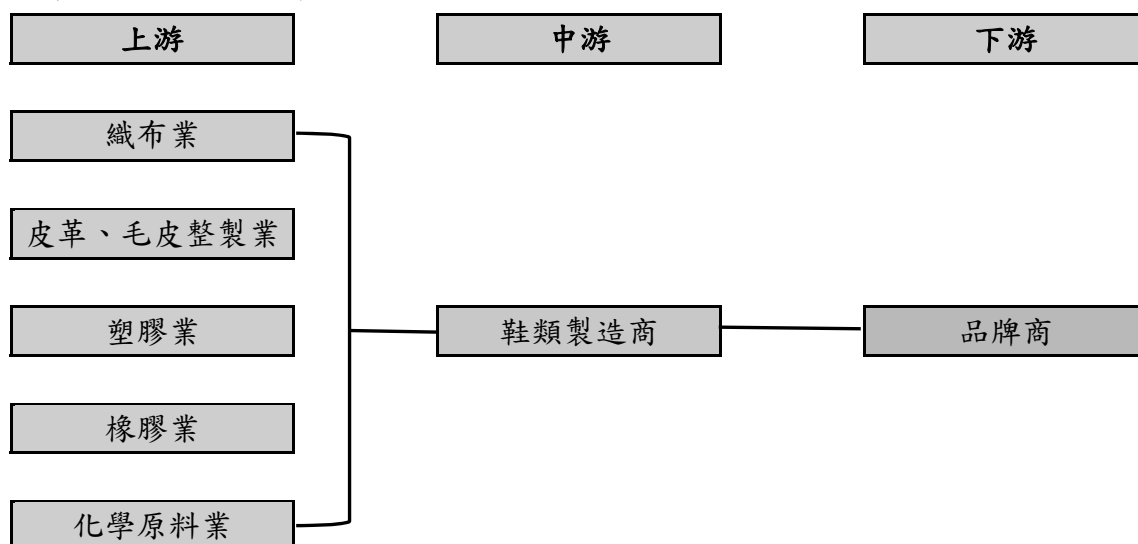 上游
中游
下游
織布業
皮革、毛皮整製業
塑膠業
鞋類製造商
品牌商
橡膠業
化學原料業